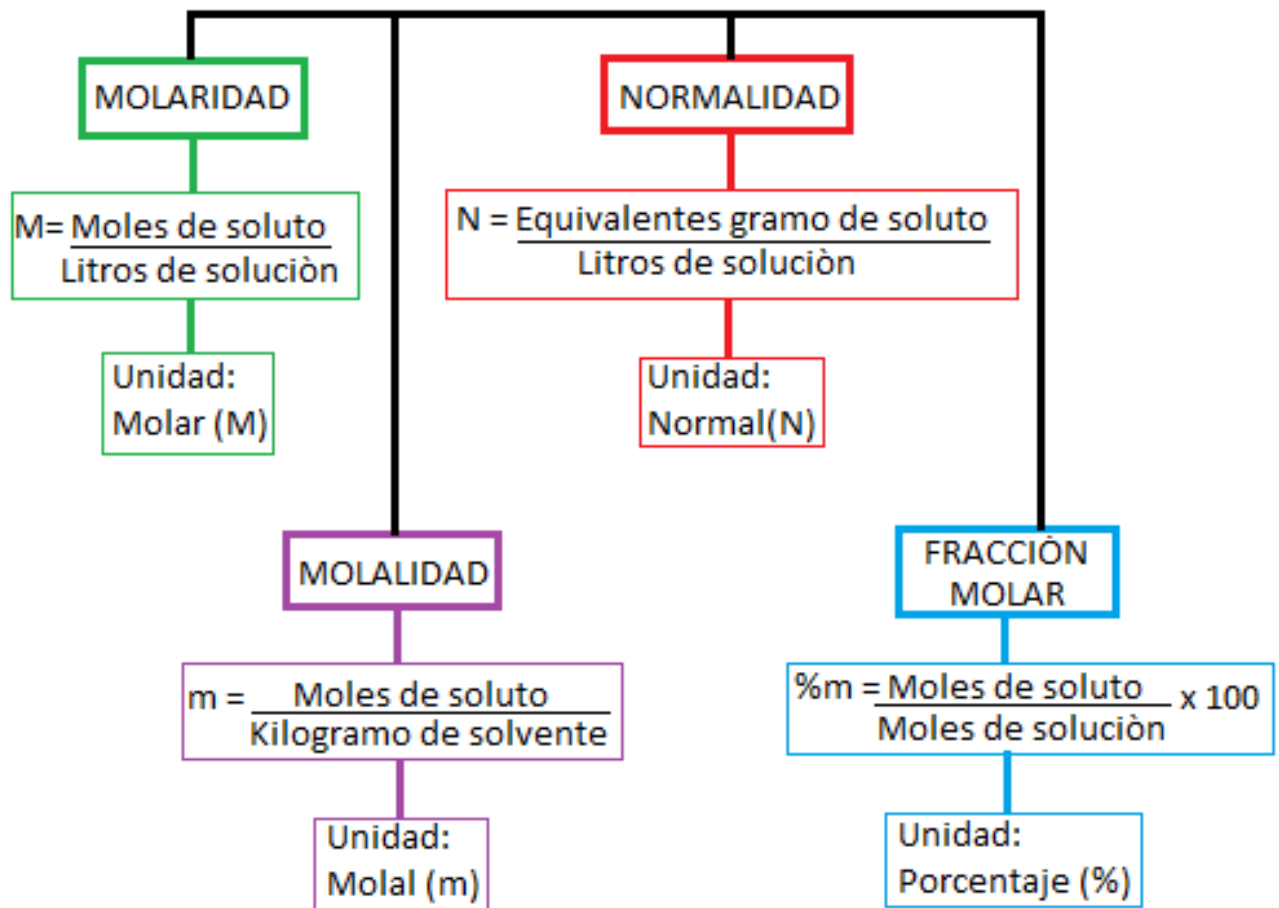 MOLARIDAD
M= Moles de soluto
Litros de soluciòn
Unidad:
Molar (M)
NORMALIDAD
N = Equivalentes gramo de soluto
Litros de soluciòn
Unidad:
Normal(N)
MOLALIDAD
m = Moles de soluto
Kilogramo de solvente
Unidad:
Molal (m)
FRACCIÒN
MOLAR
%m = Moles de soluto x 100
Moles de soluciòn
Unidad:
Porcentaje (%)